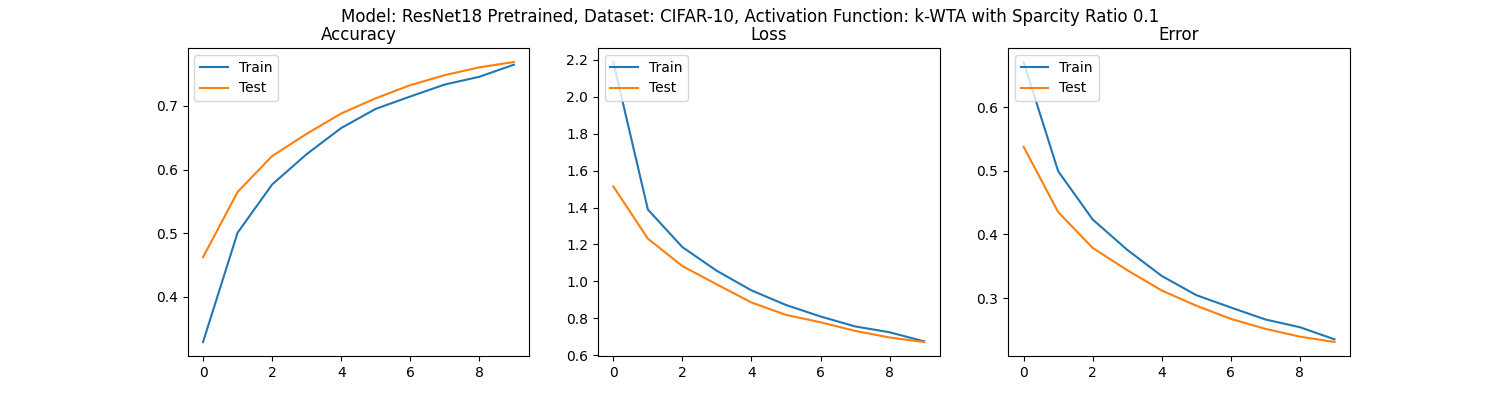 Model: ResNet18 Pretrained, Dataset: CIFAR-10, Activation Function: k-WTA with Sparcity Ratio 0.1
Accuracy
Train
Test
0.7
0.6
0.5
0.4
0 2 4 6 8
Loss
Train
Test
2.2
2.0
1.8
1.6
1.4
1.2
1.0
0.8
0.6
0 2 4 6 8
Error
Train
Test
0.6
0.5
0.4
0.3
0 2 4 6 8